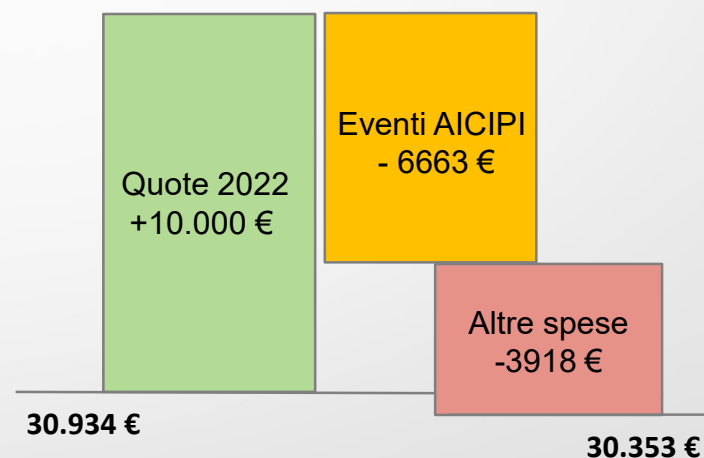 Quote 2022
+10.000 €
Eventi AICIPI
- 6663 €
Altre spese
-3918 €
30.934 €
30.353 €